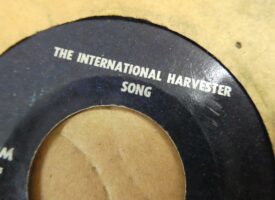 THE INTERNATIONAL HARVESTER
SONG